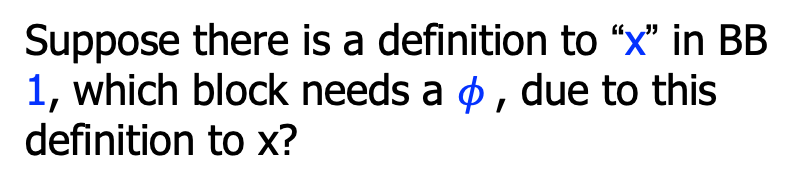 Suppose there is a definition to “x” in BB
1, which block needs a ϕ , due to this
definition to x?